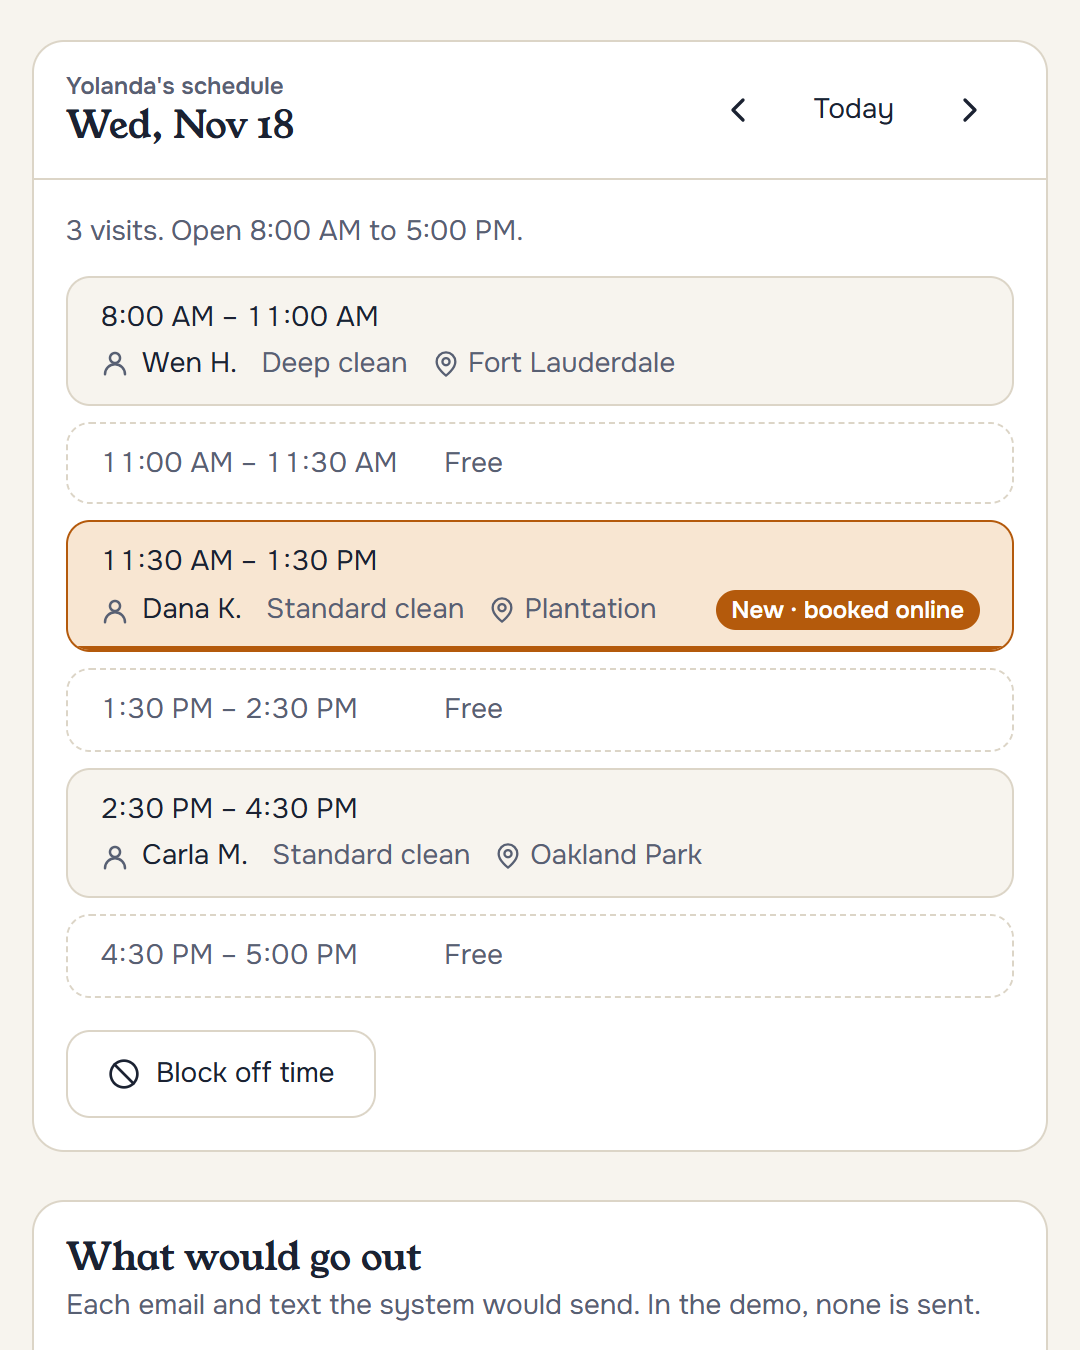 Yolanda's schedule
Wed, Nov 18
Today
3 visits. Open 8:00 AM to 5:00 PM.
8:00 AM – 11:00 AM
Wen H. Deep clean Fort Lauderdale
11:00 AM – 11:30 AM Free
11:30 AM – 1:30 PM
Dana K. Standard clean Plantation New · booked online
1:30 PM – 2:30 PM Free
2:30 PM – 4:30 PM
Carla M. Standard clean Oakland Park
4:30 PM – 5:00 PM Free
Block off time
What would go out
Each email and text the system would send. In the demo, none is sent.